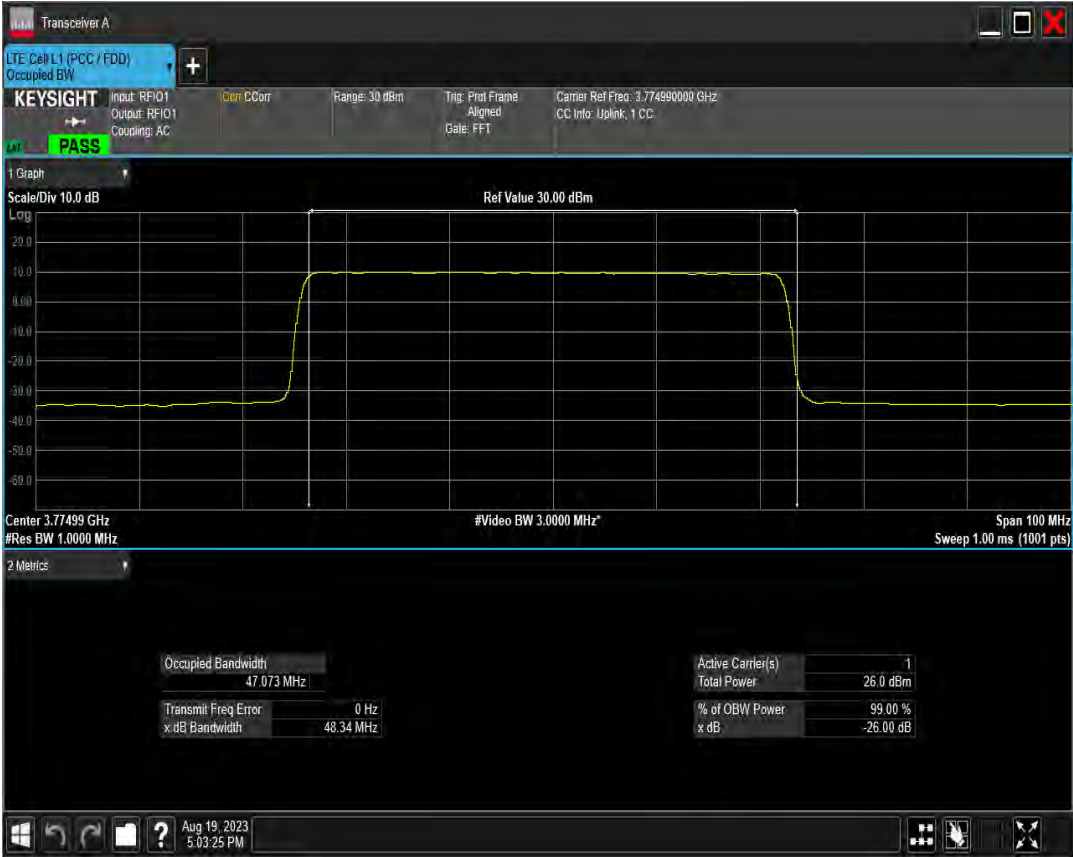 Transceiver A
LTE Cell L1 (PCC / FDD)
Occupied BW
+
KEYSIGHT
Input: RFIO1
Output: RFIO1
Coupling: AC
Corr CCorr
Range: 30 dBm
Trig: Prct Frame
Aligned
Gate: FFT
Carrier Ref Freq: 3.774990000 GHz
CC Info: Uplink, 1 CC
PASS
1 Graph
Scale/Div 10.0 dB
Ref Value 30.00 dBm
Log
20.0
10.0
0.00
-10.0
-20.0
-30.0
-40.0
-50.0
-60.0
Center 3.77499 GHz
#Video BW 3.0000 MHz*
Span 100 MHz
#Res BW 1.0000 MHz
Sweep 1.00 ms (1001 pts)
2 Metrics
Occupied Bandwidth
47.073 MHz
Transmit Freq Error 0 Hz
x dB Bandwidth 48.34 MHz
Active Carrier(s) 1
Total Power 26.0 dBm
% of OBW Power 99.00 %
x dB -26.00 dB
?
Aug 19, 2023
5:03:25 PM